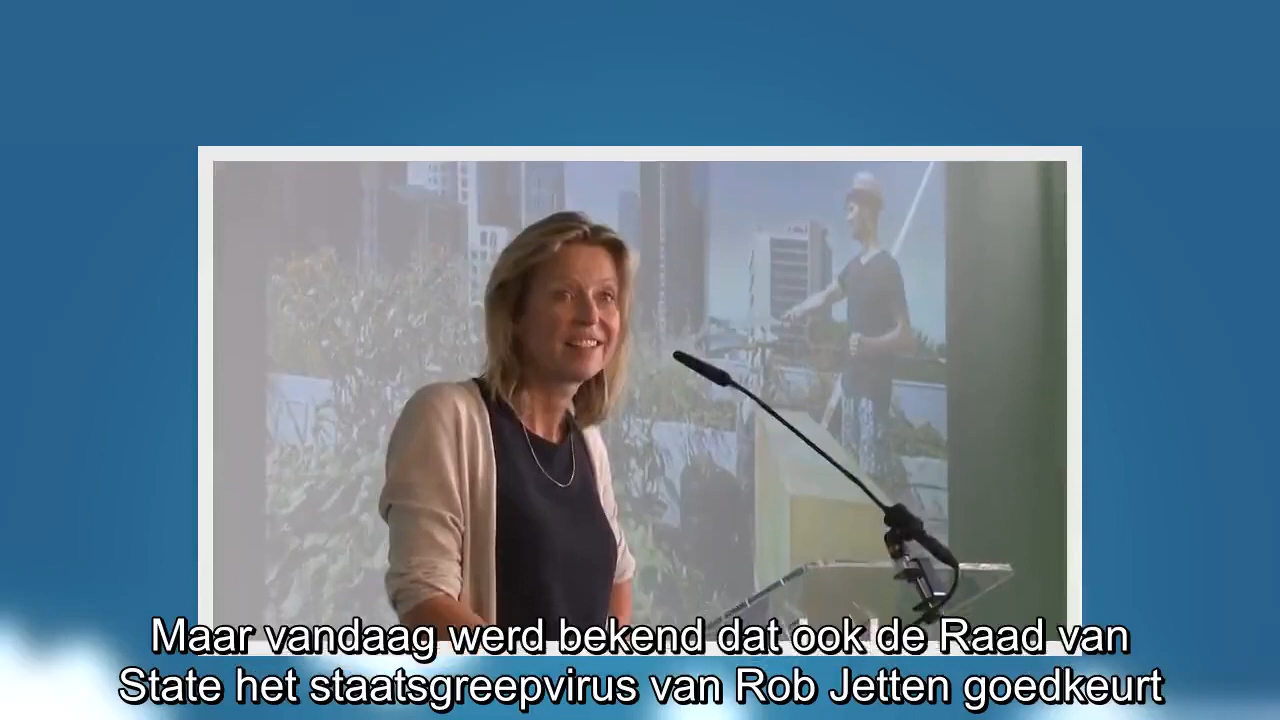 Maar vandaag werd bekend dat ook de Raad van
State het staatsgreepvirus van Rob Jetten goedkeurt